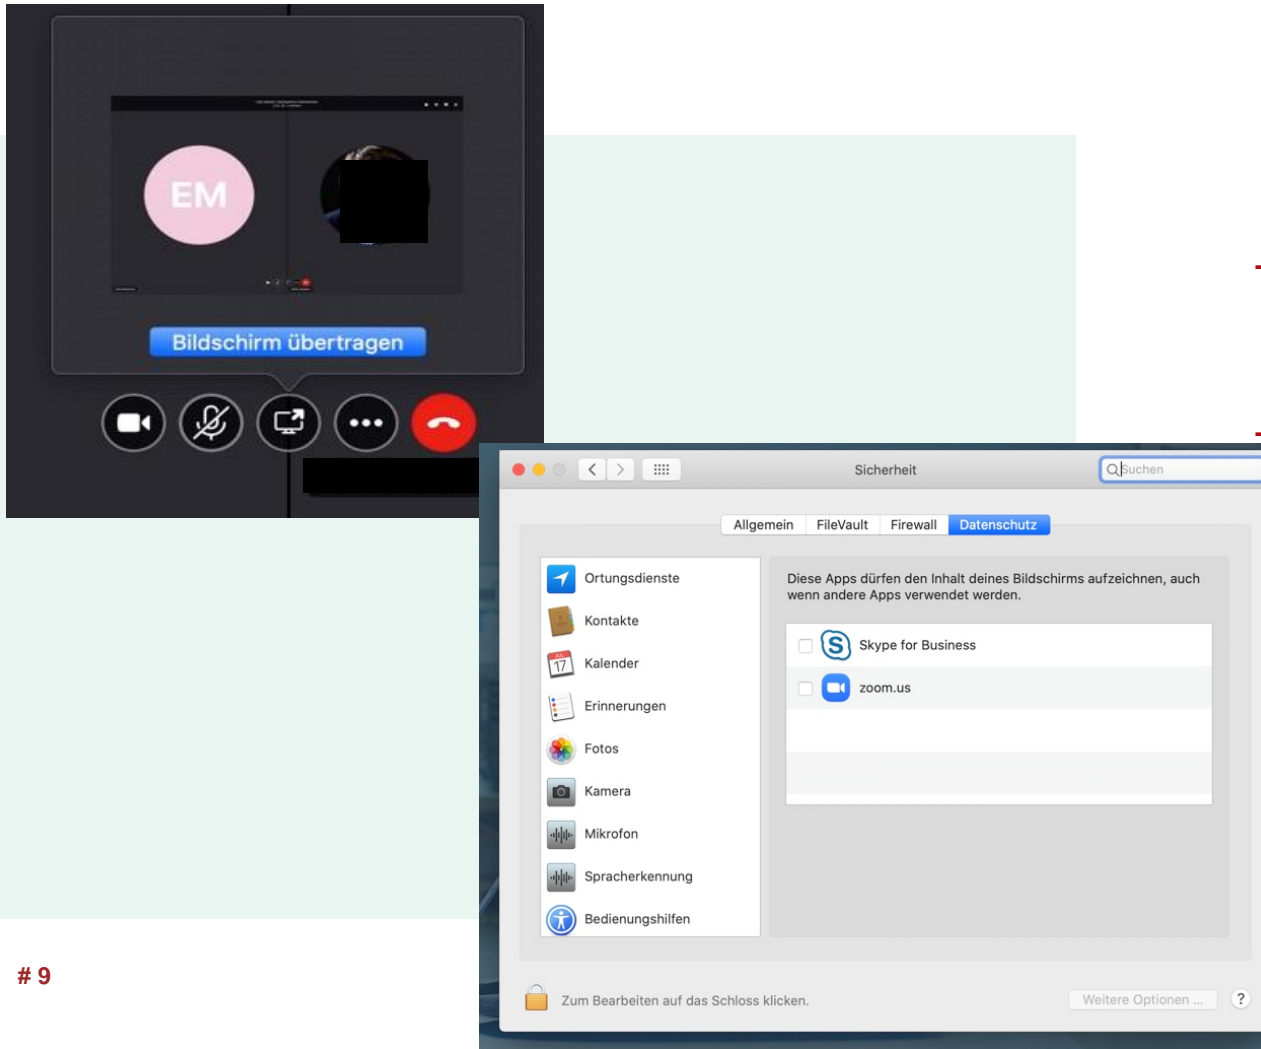 EM
Bildschirm übertragen
Sicherheit
Suchen
Allgemein FileVault Firewall Datenschutz
Ortungsdienste
Kontakte
JUL
17
Kalender
Erinnerungen
Fotos
Kamera
Mikrofon
Spracherkennung
Bedienungshilfen
Diese Apps dürfen den Inhalt deines Bildschirms aufzeichnen, auch
wenn andere Apps verwendet werden.
Skype for Business
zoom.us
Zum Bearbeiten auf das Schloss klicken.
Weitere Optionen ... ?
# 9